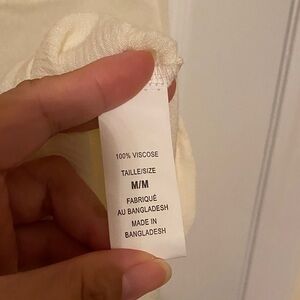 100% VISCOSE
TAILLE/SIZE
M/M
FABRIQUÉ
AU BANGLADESH
MADE IN
BANGLADESH